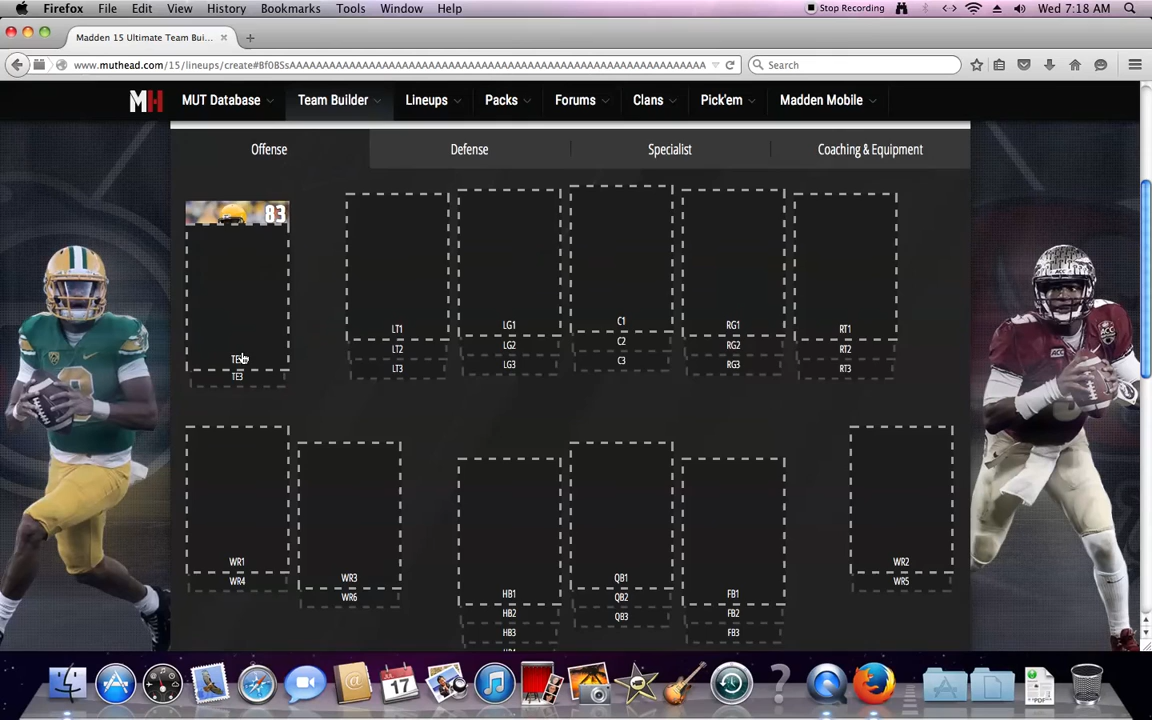 Firefox File Edit View History Bookmarks Tools Window Help Stop Recording Wed 7:18 AM
Madden 15 Ultimate Team Bui...
www.muthead.com/15/lineups/create#Bf0BSsAAAAAAAAAAAAAAAAAAAAAAAAAAAAAAAAAAAAAAAAAAAAAAAAAAAAAAAAAAAAAA Search
MH MUT Database Team Builder Lineups Packs Forums Clans Pick'em Madden Mobile
Offense Defense Specialist Coaching & Equipment
83
LT1 LG1 C1 RG1 RT1
LT2 LG2 C2 RG2 RT2
LT3 LG3 C3 RG3 RT3
TE3
WR1 WR3 HB1 QB1 FB1 WR2
WR4 WR6 HB2 QB2 FB2 WR5
HB3 QB3 FB3
JUL
17
PDF